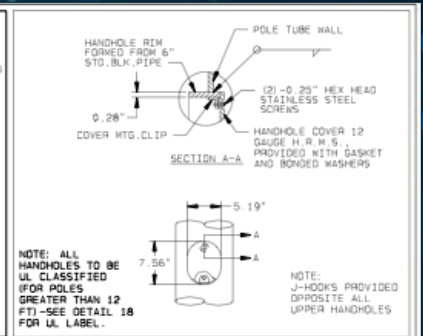 POLE TUBE WALL
HANDHOLE RIM
FORMED FROM 6"
STD.BLK.PIPE
0.28"
COVER MTG.CLIP
(2)-0.25" HEX HEAD
STAINLESS STEEL
SCREWS
HANDHOLE COVER 12
GAUGE H.R.M.S.,
PROVIDED WITH GASKET
AND BONDED WASHERS
SECTION A-A
5.19"
A
A
7.56"
NOTE: ALL
HANDHOLES TO BE
UL CLASSIFIED
(FOR POLES
GREATER THAN 12
FT)-SEE DETAIL 18
FOR UL LABEL.
NOTE:
J-HOOKS PROVIDED
OPPOSITE ALL
UPPER HANDHOLES